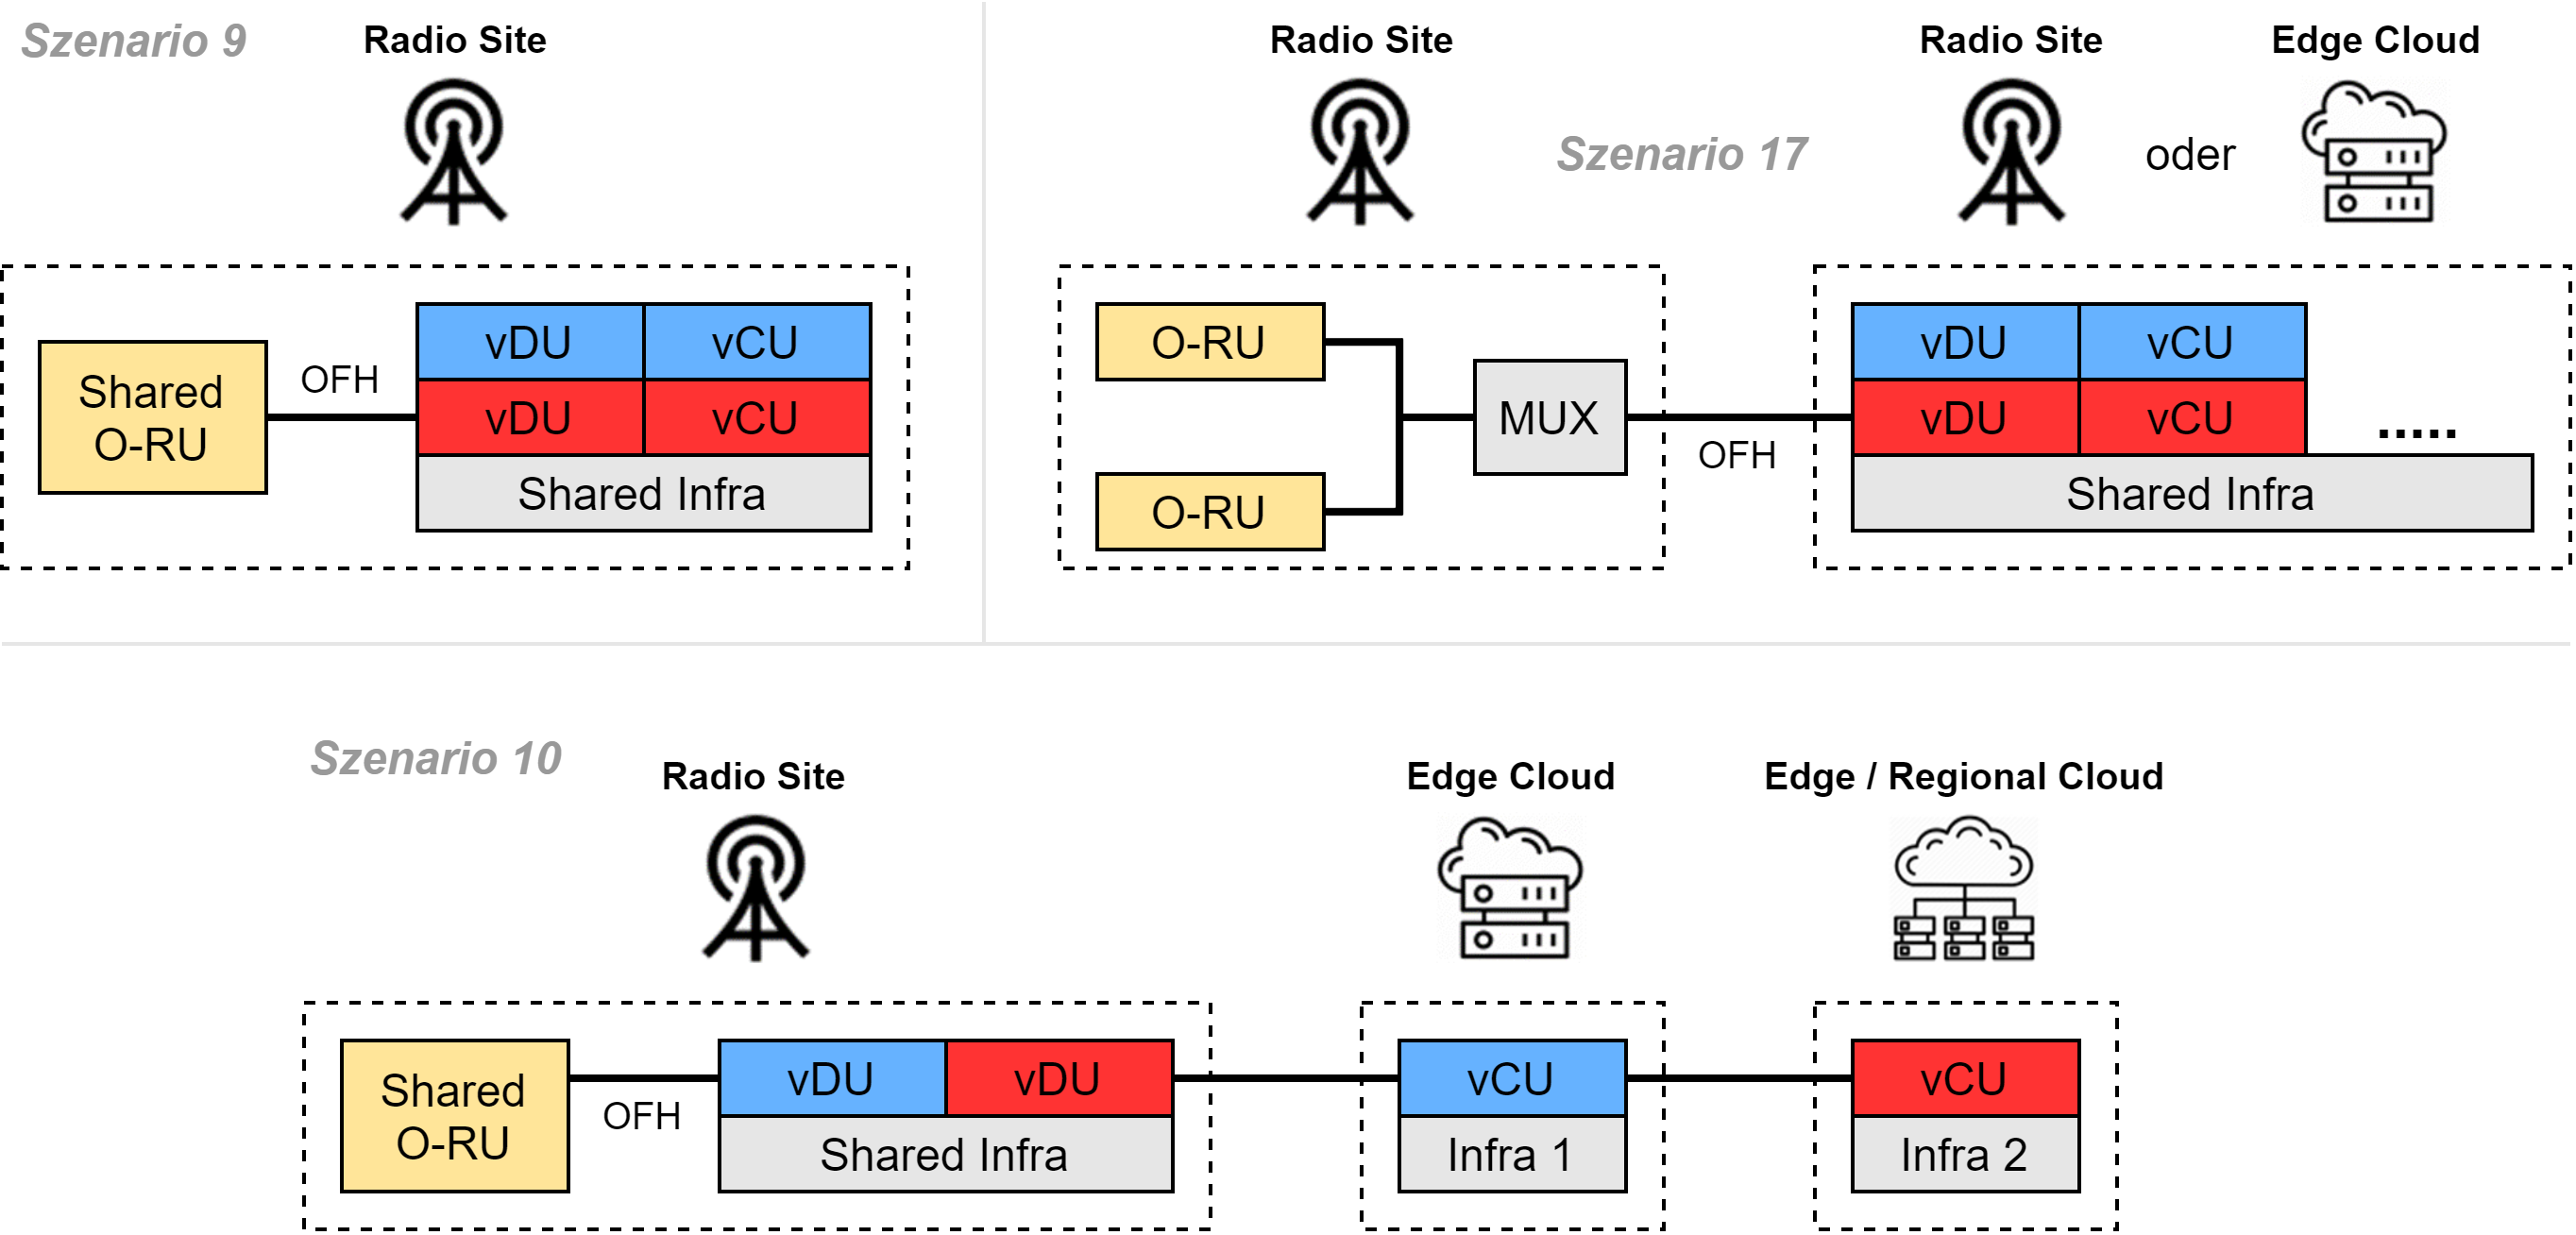 Szenario 9
Radio Site
Shared
O-RU
OFH
vDU
vCU
vDU
vCU
Shared Infra
Radio Site
Szenario 17
Radio Site
oder
Edge Cloud
O-RU
O-RU
MUX
OFH
vDU
vCU
vDU
vCU
.....
Shared Infra
Szenario 10
Radio Site
Edge Cloud
Edge / Regional Cloud
Shared
O-RU
OFH
vDU
vDU
Shared Infra
vCU
Infra 1
vCU
Infra 2